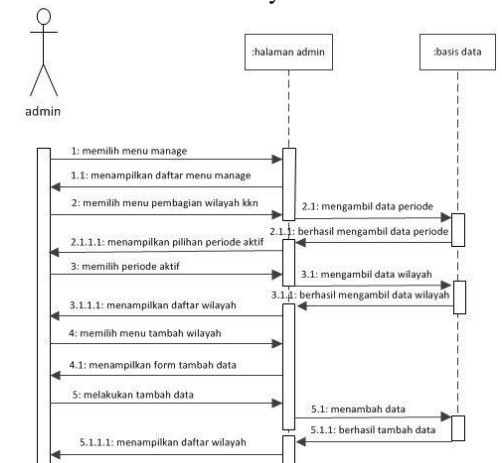 :halaman admin
:basis data
admin
1: memilih menu manage
1.1: menampilkan daftar menu manage
2: memilih menu pembagian wilayah kkn
2.1: mengambil data periode
2.1.1: berhasil mengambil data periode
2.1.1.1: menampilkan pilihan periode aktif
3: memilih periode aktif
3.1: mengambil data wilayah
3.1.1: berhasil mengambil data wilayah
3.1.1.1: menampilkan daftar wilayah
4: memilih menu tambah wilayah
4.1: menampilkan form tambah data
5: melakukan tambah data
5.1: menambah data
5.1.1: berhasil tambah data
5.1.1.1: menampilkan daftar wilayah